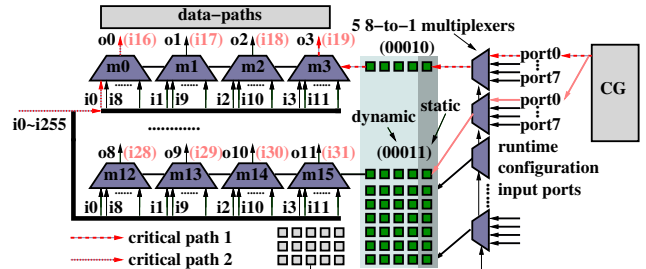 data-paths
5 8-to-1 multiplexers
o0(i16) o1(i17) o2(i18) o3(i19)
(00010)
m0 m1 m2 m3
port0
port7
CG
i0 i8 i1 i9 i2 i10 i3 i11
i0~i255
dynamic
static
port0
port7
(00011)
o8(i28) o9(i29) o10(i30) o11(i31)
runtime
configuration
input ports
m12 m13 m14 m15
i0 i8 i1 i9 i2 i10 i3 i11
critical path 1
critical path 2